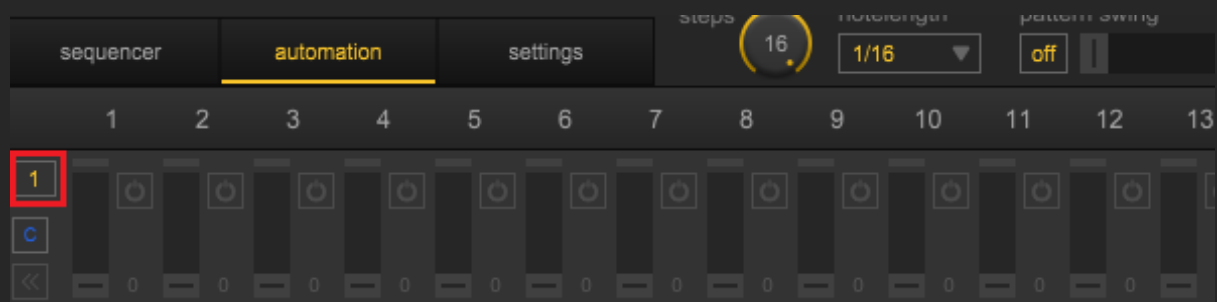 steps notelength pattern swing
sequencer automation settings 16 1/16 off
1 2 3 4 5 6 7 8 9 10 11 12 13
1
C
0 0 0 0 0 0 0 0 0 0 0 0